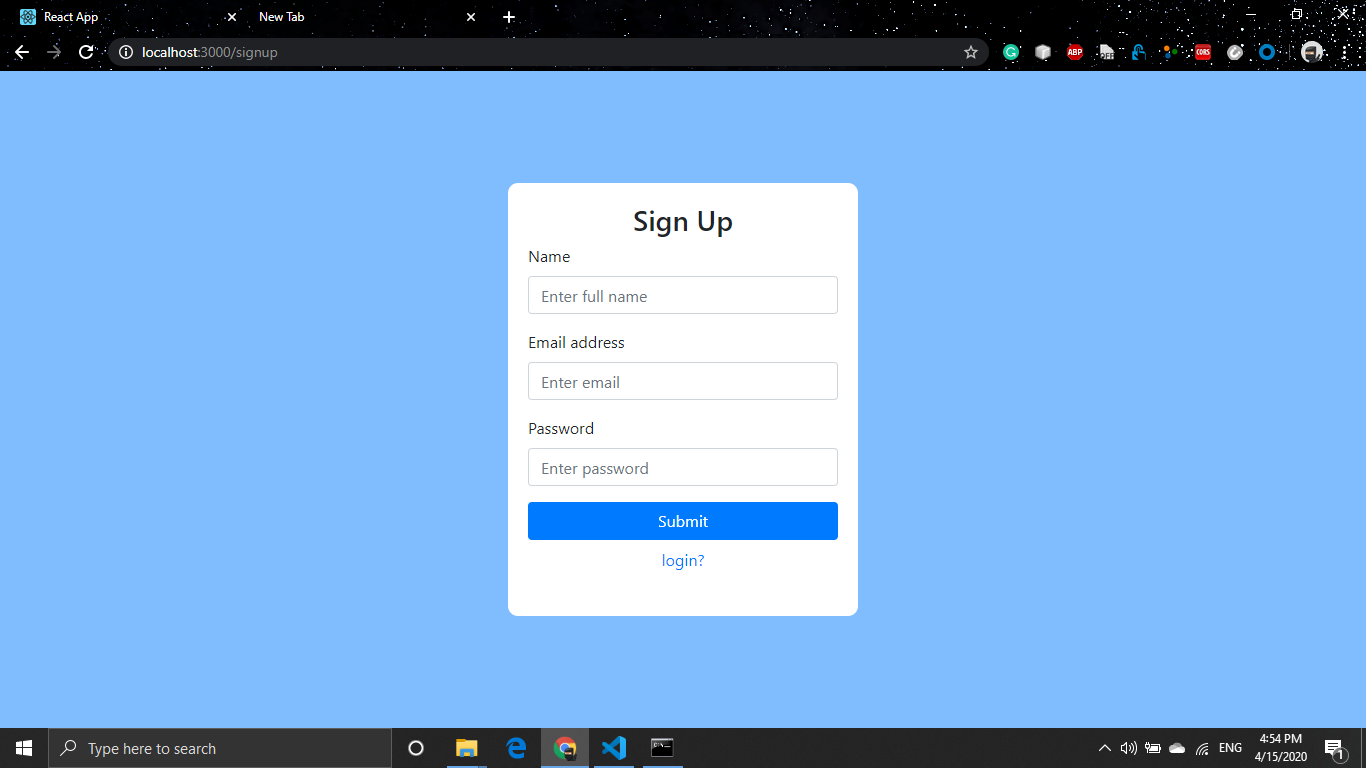 React App
New Tab
localhost:3000/signup
ABP
OFF
CORS
Sign Up
Name
Enter full name
Email address
Enter email
Password
Enter password
Submit
login?
Type here to search
ENG
4:54 PM
4/15/2020
1